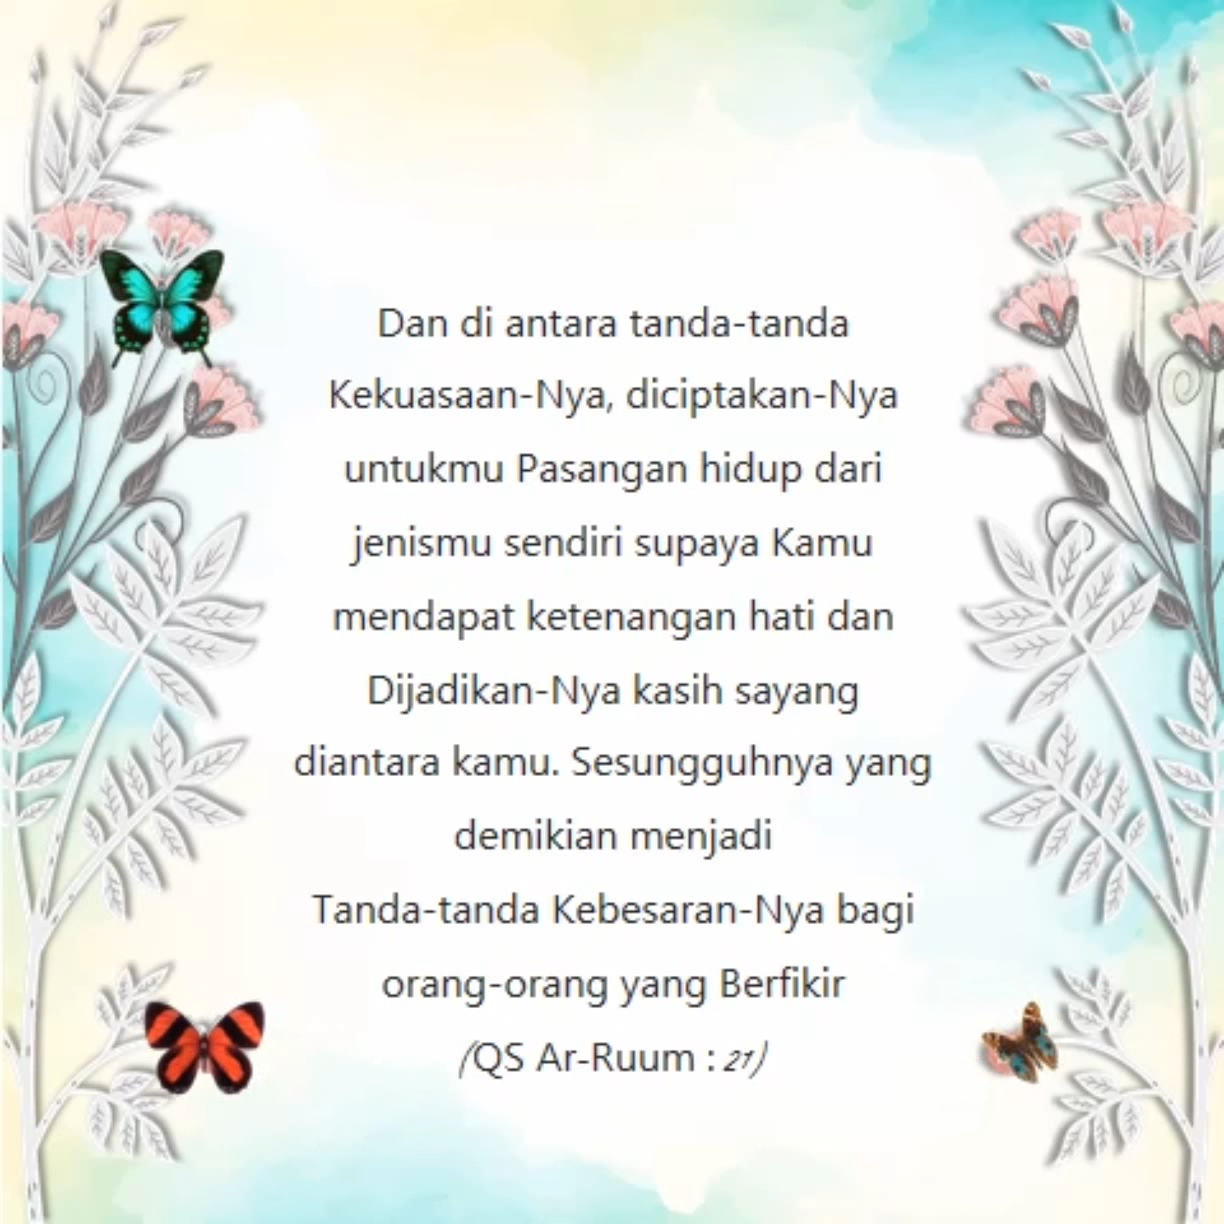 Dan di antara tanda-tanda
Kekuasaan-Nya, diciptakan-Nya
untukmu Pasangan hidup dari
jenismu sendiri supaya Kamu
mendapat ketenangan hati dan
Dijadikan-Nya kasih sayang
diantara kamu. Sesungguhnya yang
demikian menjadi
Tanda-tanda Kebesaran-Nya bagi
orang-orang yang Berfikir
(QS Ar-Ruum : 21)